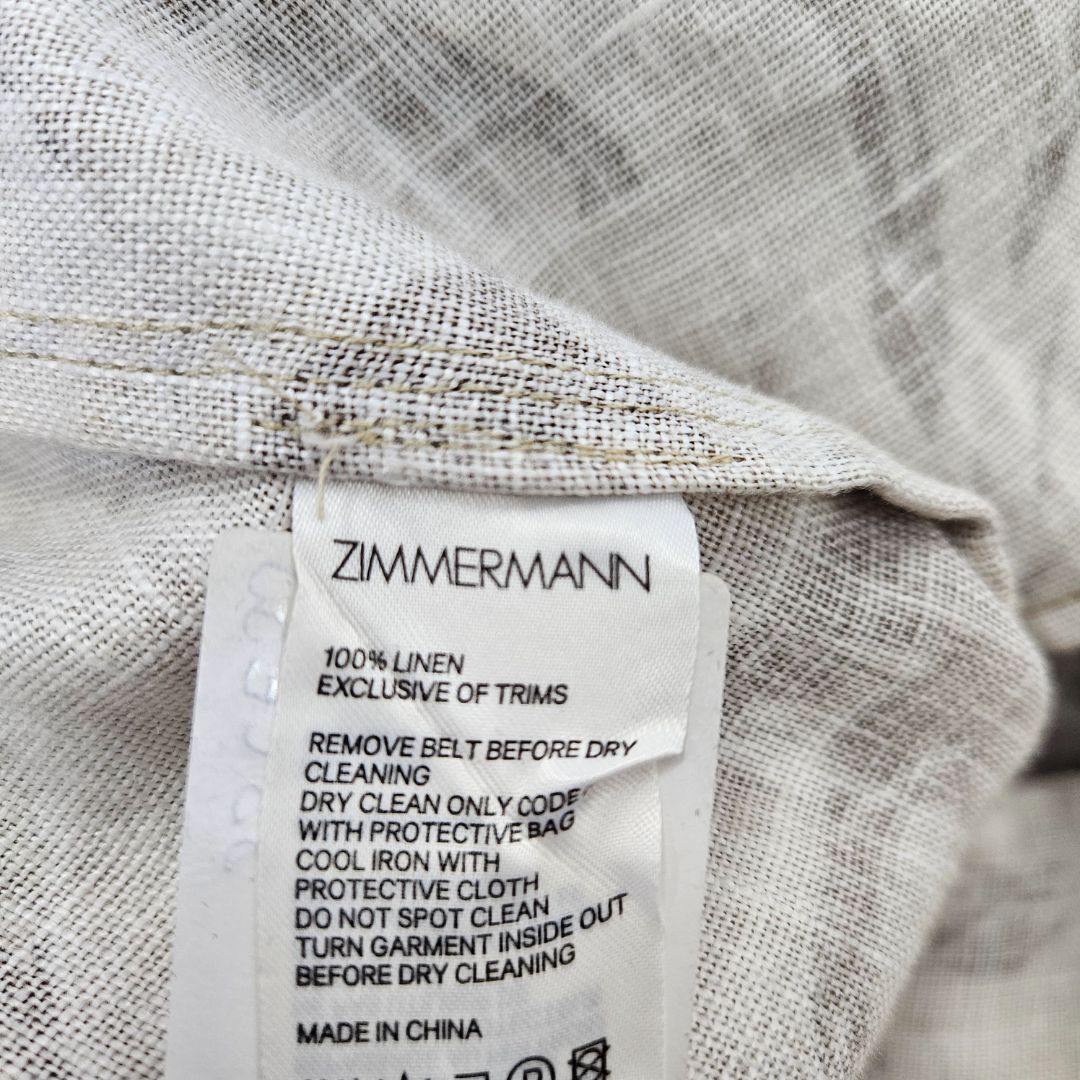 ZIMMERMANN
100% LINEN
EXCLUSIVE OF TRIMS
REMOVE BELT BEFORE DRY
CLEANING
DRY CLEAN ONLY CODE
WITH PROTECTIVE BAG
COOL IRON WITH
PROTECTIVE CLOTH
DO NOT SPOT CLEAN
TURN GARMENT INSIDE OUT
BEFORE DRY CLEANING
MADE IN CHINA